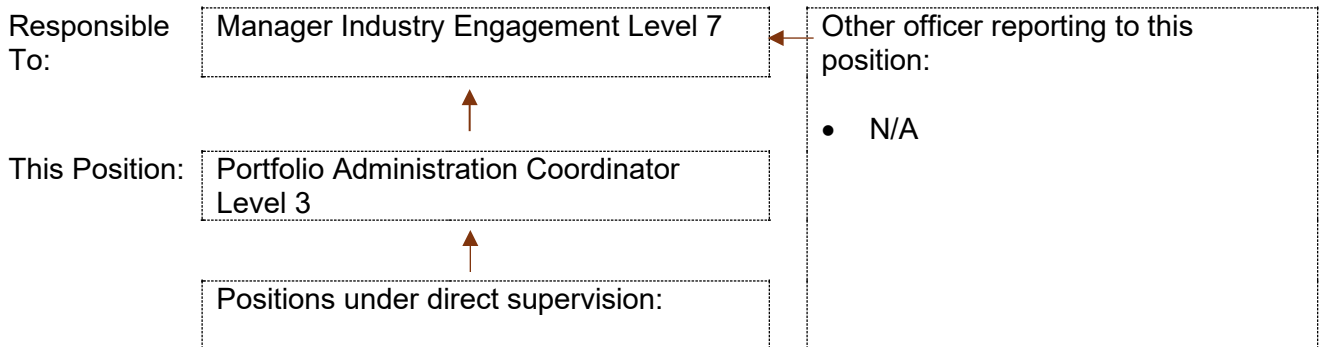 Responsible
To:
Manager Industry Engagement Level 7
Other officer reporting to this
position:
• N/A
This Position:
Portfolio Administration Coordinator
Level 3
Positions under direct supervision: